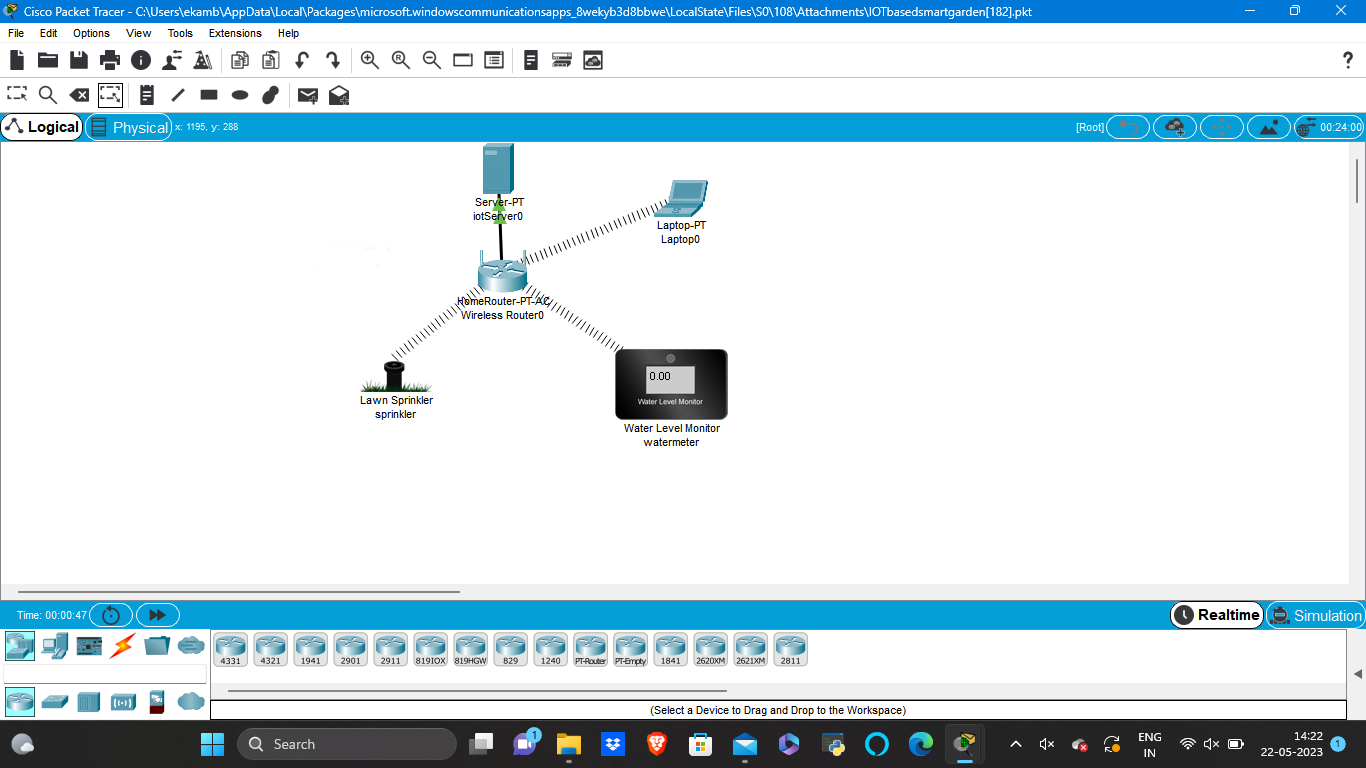 Cisco Packet Tracer - C:\Users\ekamb\AppData\Local\Packages\microsoft.windowscommunicationsapps_8wekyb3d8bbwe\LocalState\Files\S0\108\Attachments\IOTbasedsmartgarden[182].pkt
File Edit Options View Tools Extensions Help
?
Logical Physical x: 1195, y: 288 [Root] 00:24:00
Server-PT
iotServer0
Laptop-PT
Laptop0
HomeRouter-PT-AC
Wireless Router0
0.00
Water Level Monitor
Lawn Sprinkler
sprinkler
Water Level Monitor
watermeter
Time: 00:00:47 Realtime Simulation
4331 4321 1941 2901 2911 819IOX 819HGW 829 1240 PT-Router PT-Empty 1841 2620XM 2621XM 2811
(Select a Device to Drag and Drop to the Workspace)
Search 1 ENG 14:22
IN 22-05-2023 1